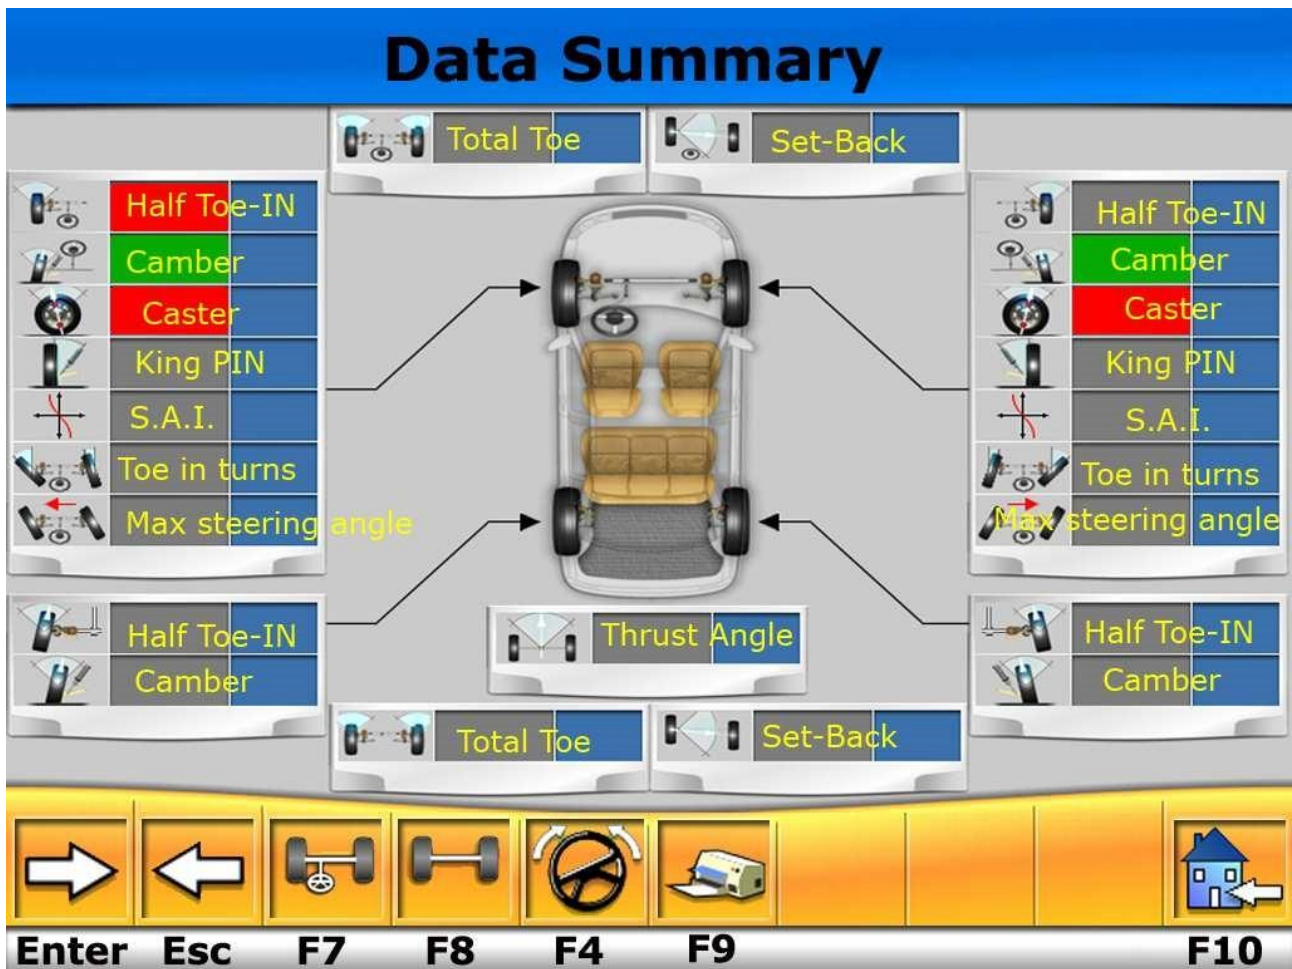 Data Summary
Total Toe
Set-Back
Half Toe-IN
Camber
Caster
King PIN
S.A.I.
Toe in turns
Max steering angle
Half Toe-IN
Camber
Caster
King PIN
S.A.I.
Toe in turns
Max steering angle
Half Toe-IN
Camber
Thrust Angle
Half Toe-IN
Camber
Total Toe
Set-Back
Enter Esc F7 F8 F4 F9 F10